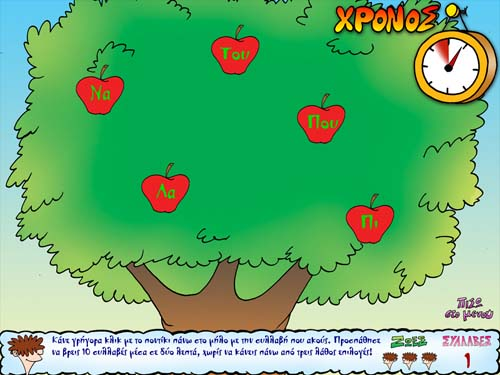 ΧΡΟΝΟΣ
Του
Να
Που
Λα
Πι
Πίσω
στο μενού
Κάνε γρήγορα κλικ με το ποντίκι πάνω στο μήλο με την συλλαβή που ακούς. Προσπάθησε
να βρεις 10 συλλαβές μέσα σε δύο λεπτά, χωρίς να κάνεις πάνω από τρεις λάθος επιλογές!
ΖΩΕΣ
ΣΥΛΛΑΒΕΣ
1